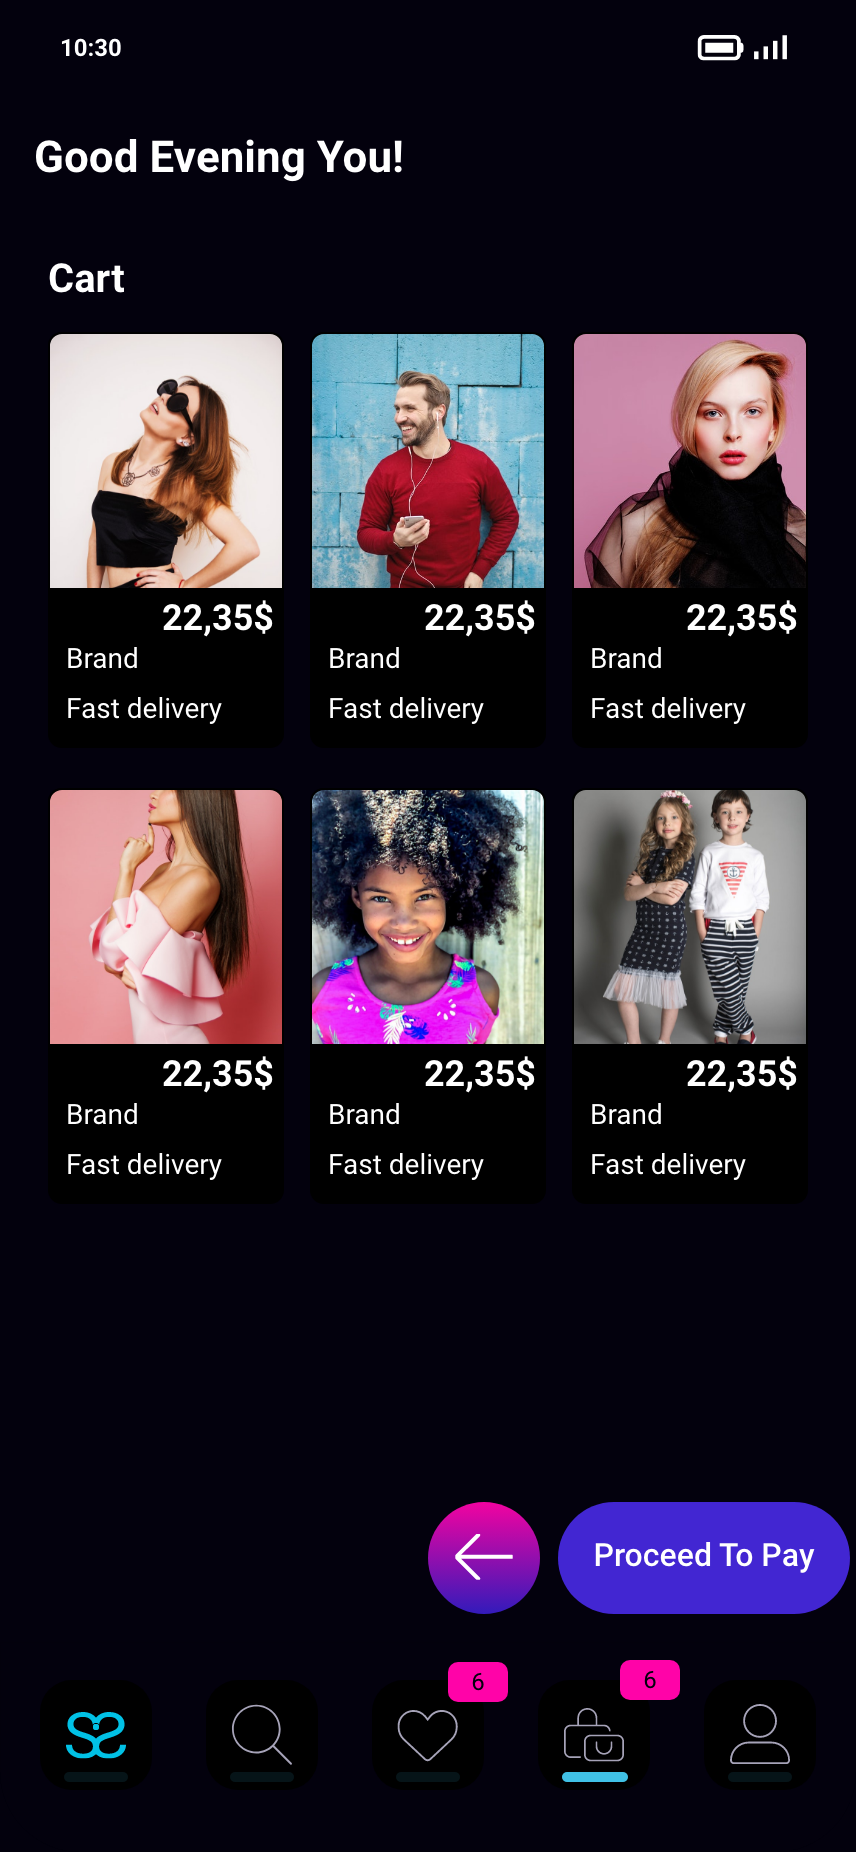 10:30
Good Evening You!
Cart
22,35$ 22,35$ 22,35$
Brand Brand Brand
Fast delivery Fast delivery Fast delivery
22,35$ 22,35$ 22,35$
Brand Brand Brand
Fast delivery Fast delivery Fast delivery
Proceed To Pay
6 6